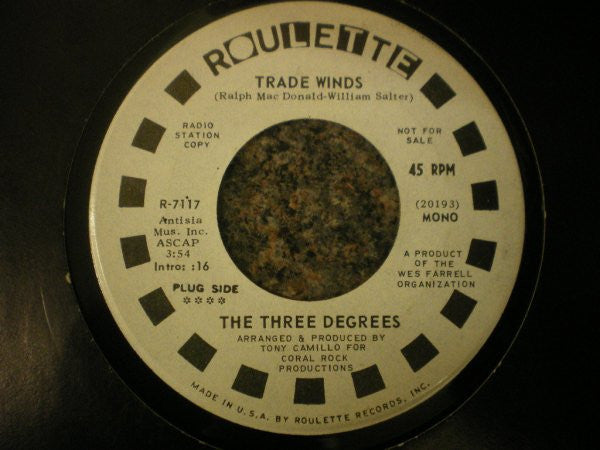 ROULETTE
TRADE WINDS
(Ralph Mac Donald-William Salter)
RADIO
STATION
COPY
NOT FOR
SALE
45 RPM
R-7117
Antisia
Mus. Inc.
ASCAP
3:54
Intro: :16
(20193)
MONO
A PRODUCT
OF THE
WES FARRELL
ORGANIZATION
PLUG SIDE
****
THE THREE DEGREES
ARRANGED & PRODUCED BY
TONY CAMILLO FOR
CORAL ROCK
PRODUCTIONS
MADE IN U.S.A. BY ROULETTE RECORDS, INC.